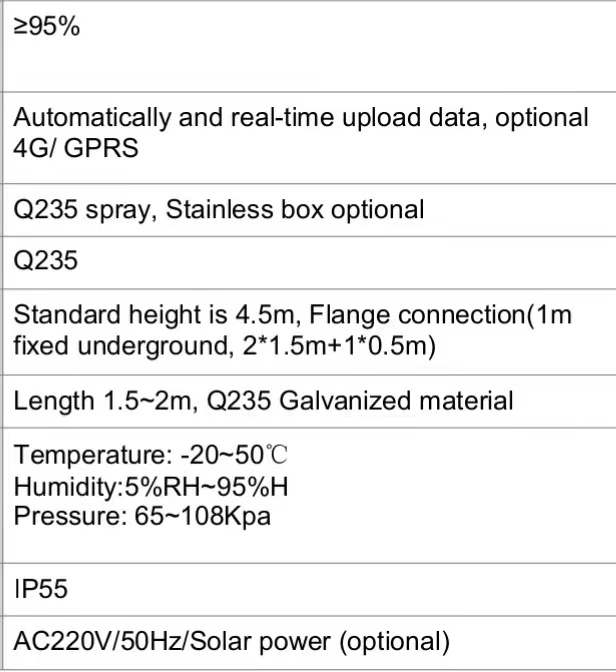 ≥95%
Automatically and real-time upload data, optional
4G/ GPRS
Q235 spray, Stainless box optional
Q235
Standard height is 4.5m, Flange connection(1m
fixed underground, 2*1.5m+1*0.5m)
Length 1.5~2m, Q235 Galvanized material
Temperature: -20~50℃
Humidity:5%RH~95%H
Pressure: 65~108Kpa
IP55
AC220V/50Hz/Solar power (optional)